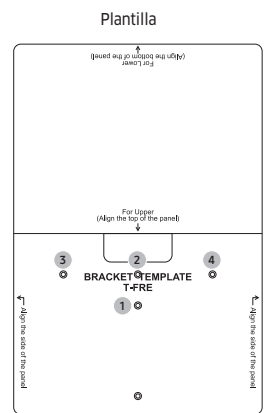 Plantilla
(Align the bottom of the panel)
For Lower
For Upper
(Align the top of the panel)
3
2
4
BRACKET TEMPLATE
T-FRE
1
Align the side of the panel
Align the side of the panel